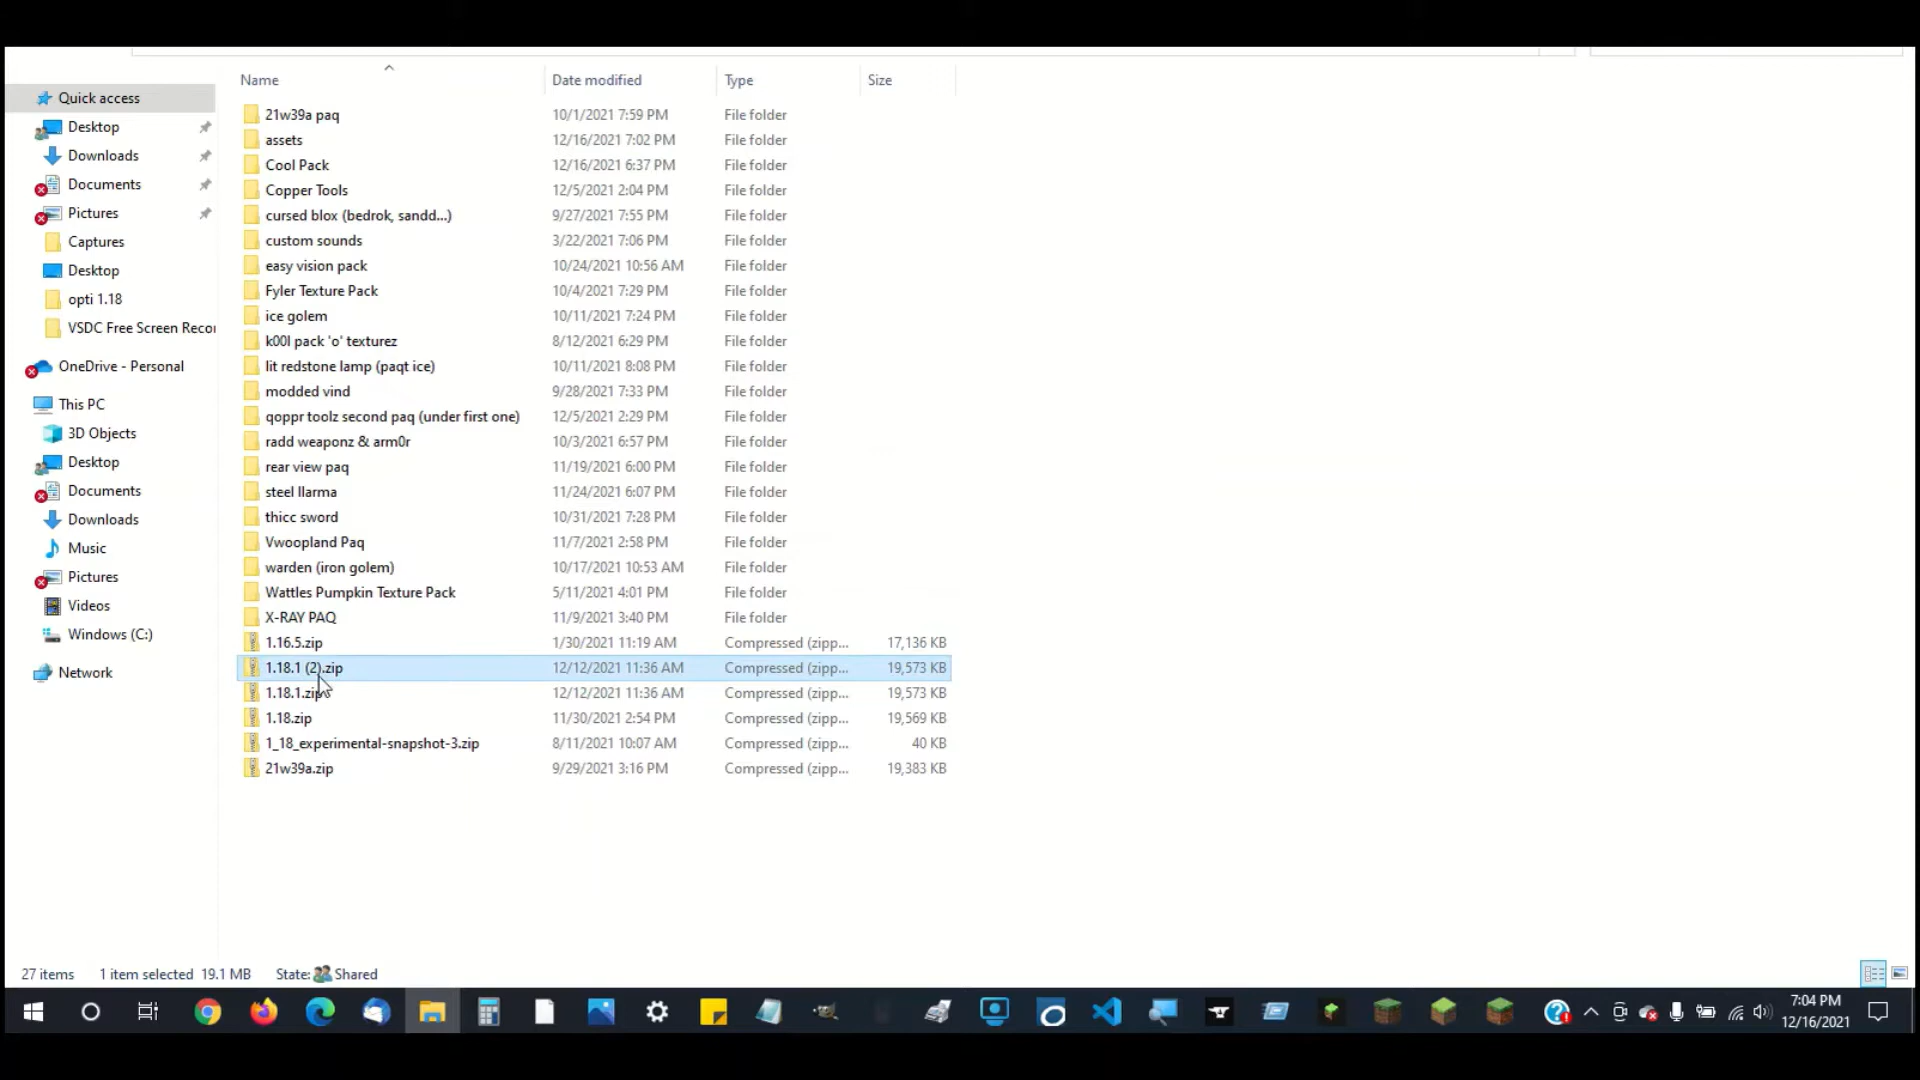 Name Date modified Type Size
Quick access
Desktop
Downloads
Documents
Pictures
Captures
Desktop
opti 1.18
VSDC Free Screen Recor
OneDrive - Personal
This PC
3D Objects
Desktop
Documents
Downloads
Music
Pictures
Videos
Windows (C:)
Network
21w39a paq 10/1/2021 7:59 PM File folder
assets 12/16/2021 7:02 PM File folder
Cool Pack 12/16/2021 6:37 PM File folder
Copper Tools 12/5/2021 2:04 PM File folder
cursed blox (bedrok, sandd...) 9/27/2021 7:55 PM File folder
custom sounds 3/22/2021 7:06 PM File folder
easy vision pack 10/24/2021 10:56 AM File folder
Fyler Texture Pack 10/4/2021 7:29 PM File folder
ice golem 10/11/2021 7:24 PM File folder
k00l pack 'o' texturez 8/12/2021 6:29 PM File folder
lit redstone lamp (paqt ice) 10/11/2021 8:08 PM File folder
modded vind 9/28/2021 7:33 PM File folder
qoppr toolz second paq (under first one) 12/5/2021 2:29 PM File folder
radd weaponz & arm0r 10/3/2021 6:57 PM File folder
rear view paq 11/19/2021 6:00 PM File folder
steel llarma 11/24/2021 6:07 PM File folder
thicc sword 10/31/2021 7:28 PM File folder
Vwoopland Paq 11/7/2021 2:58 PM File folder
warden (iron golem) 10/17/2021 10:53 AM File folder
Wattles Pumpkin Texture Pack 5/11/2021 4:01 PM File folder
X-RAY PAQ 11/9/2021 3:40 PM File folder
1.16.5.zip 1/30/2021 11:19 AM Compressed (zipp... 17,136 KB
1.18.1 (2).zip 12/12/2021 11:36 AM Compressed (zipp... 19,573 KB
1.18.1.zip 12/12/2021 11:36 AM Compressed (zipp... 19,573 KB
1.18.zip 11/30/2021 2:54 PM Compressed (zipp... 19,569 KB
1_18_experimental-snapshot-3.zip 8/11/2021 10:07 AM Compressed (zipp... 40 KB
21w39a.zip 9/29/2021 3:16 PM Compressed (zipp... 19,383 KB
27 items 1 item selected 19.1 MB State: Shared
7:04 PM
12/16/2021